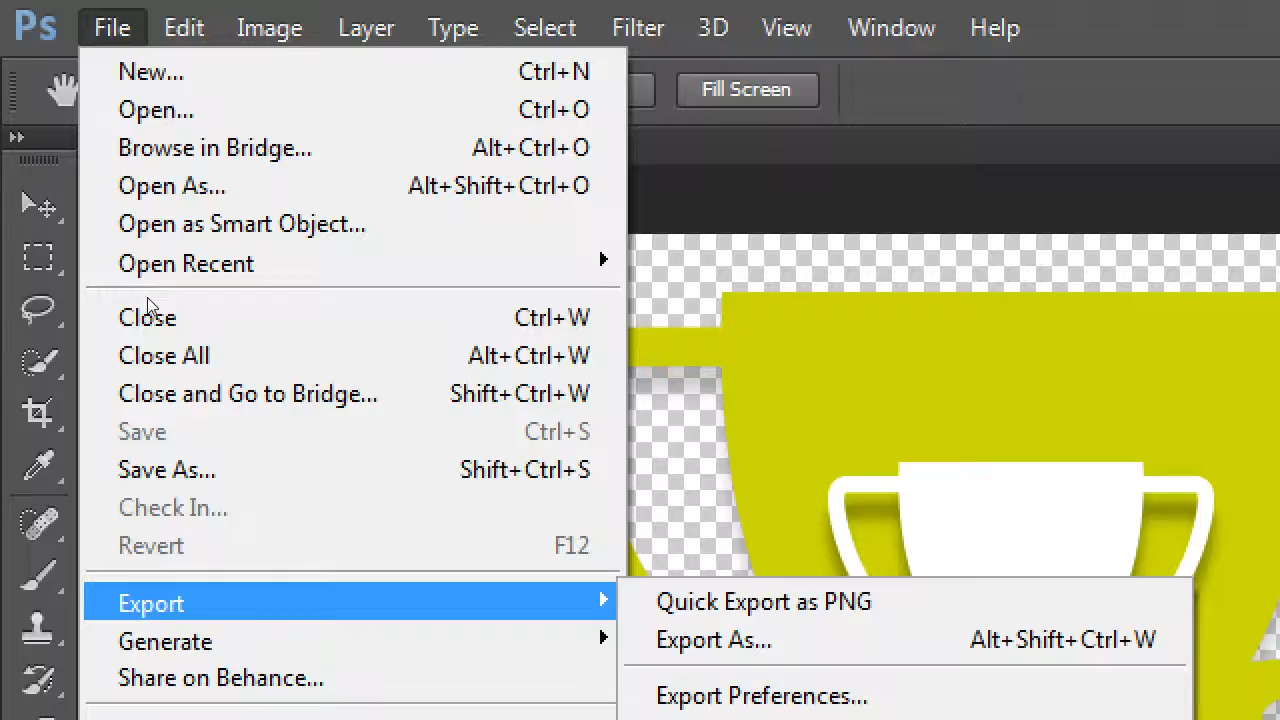 Ps File Edit Image Layer Type Select Filter 3D View Window Help
Fill Screen
New... Ctrl+N
Open... Ctrl+O
Browse in Bridge... Alt+Ctrl+O
Open As... Alt+Shift+Ctrl+O
Open as Smart Object...
Open Recent
Close Ctrl+W
Close All Alt+Ctrl+W
Close and Go to Bridge... Shift+Ctrl+W
Save Ctrl+S
Save As... Shift+Ctrl+S
Check In...
Revert F12
Export
Generate
Share on Behance...
Quick Export as PNG
Export As... Alt+Shift+Ctrl+W
Export Preferences...